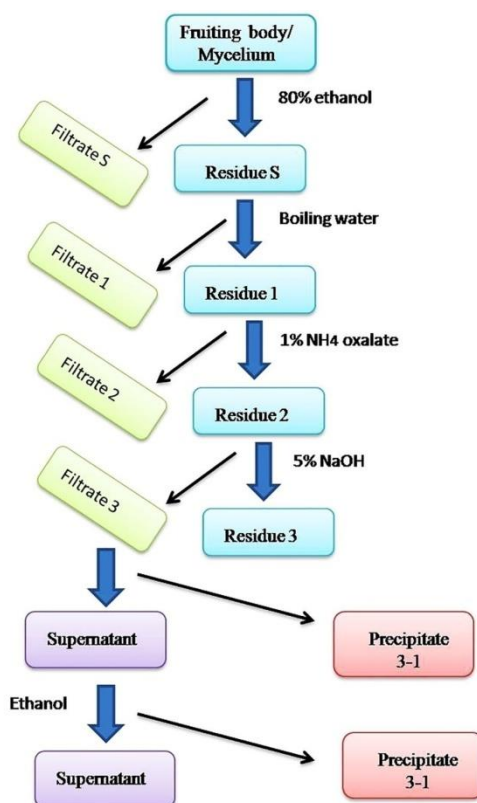 Fruiting body/
Mycelium
80% ethanol
Filtrate S
Residue S
Boiling water
Filtrate 1
Residue 1
1% NH4 oxalate
Filtrate 2
Residue 2
5% NaOH
Filtrate 3
Residue 3
Supernatant
Precipitate
3-1
Ethanol
Supernatant
Precipitate
3-1